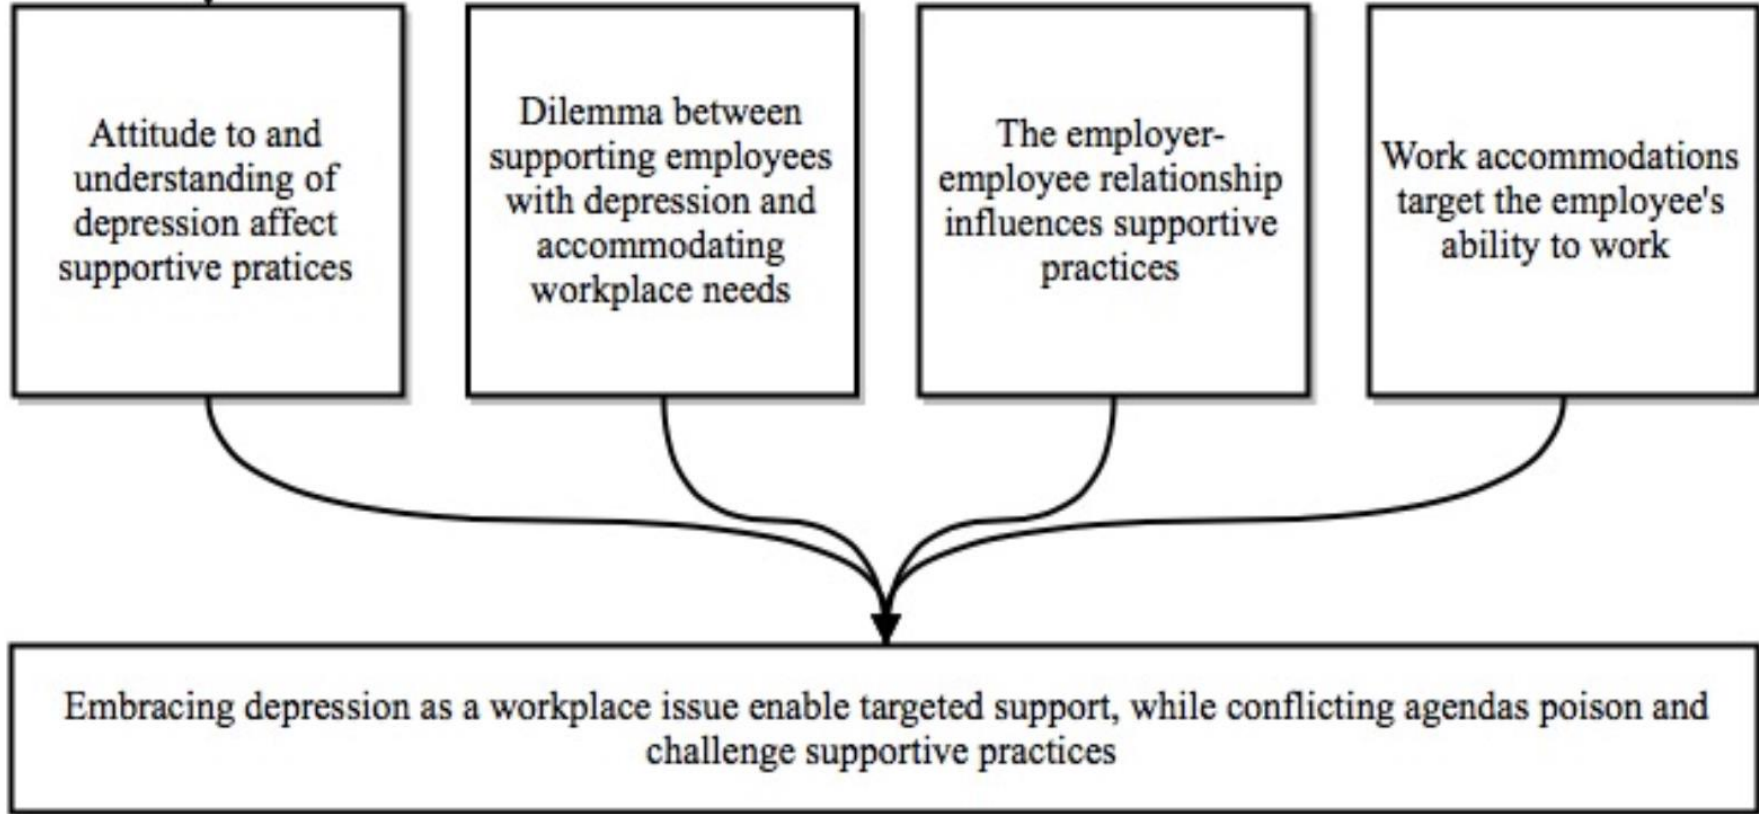 Attitude to and
understanding of
depression affect
supportive pratices
Dilemma between
supporting employees
with depression and
accommodating
workplace needs
The employer-
employee relationship
influences supportive
practices
Work accommodations
target the employee's
ability to work
Embracing depression as a workplace issue enable targeted support, while conflicting agendas poison and
challenge supportive practices